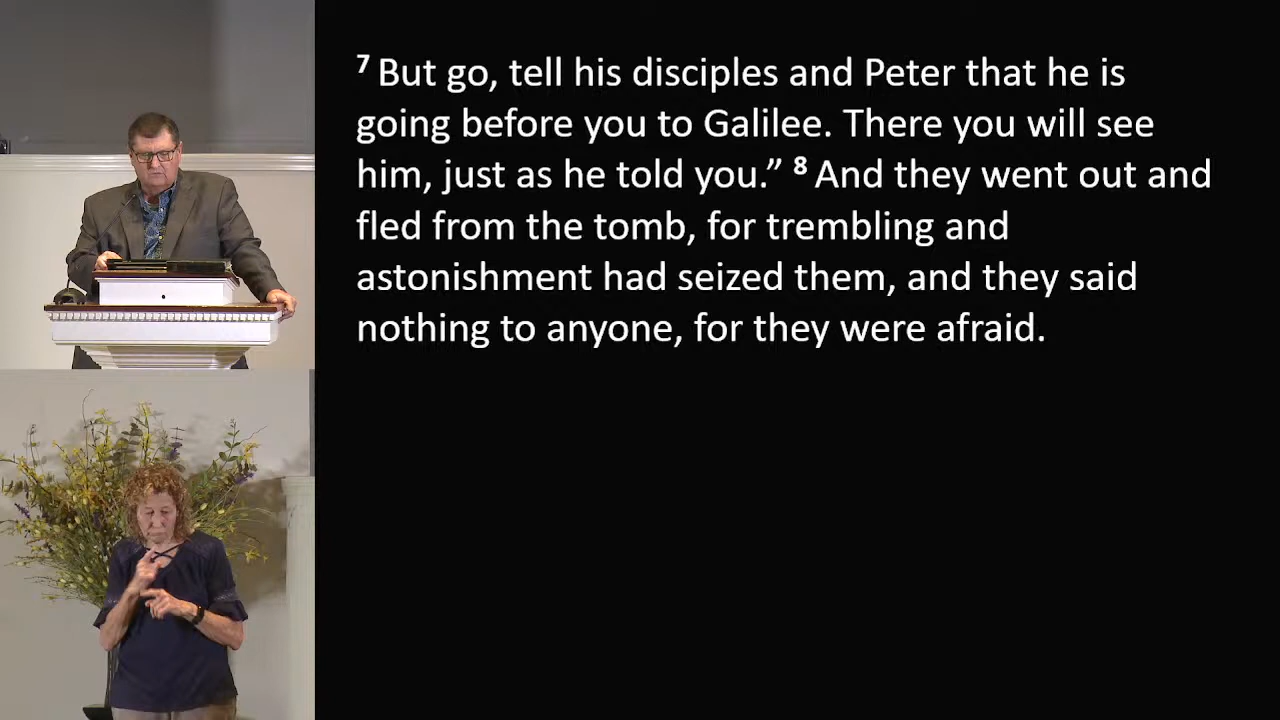 ⁷ But go, tell his disciples and Peter that he is
going before you to Galilee. There you will see
him, just as he told you.” ⁸ And they went out and
fled from the tomb, for trembling and
astonishment had seized them, and they said
nothing to anyone, for they were afraid.